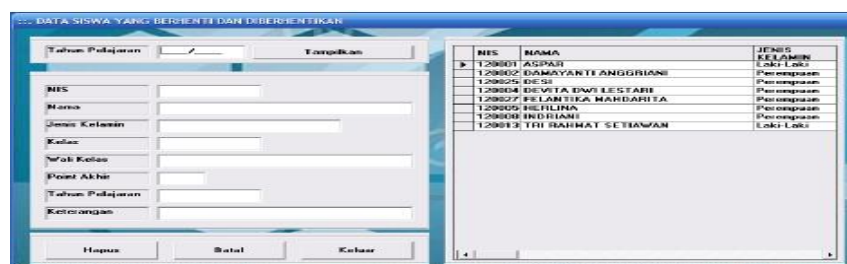 ::. DATA SISWA YANG BERHENTI DAN DIBERHENTIKAN
Tahun Pelajaran __/____ Tampilkan
NIS
Nama
Jenis Kelamin
Kelas
Wali Kelas
Point Akhir
Tahun Pelajaran
Keterangan
Hapus Batal Keluar
NIS NAMA JENIS KELAMIN
120001 ASPAR Laki-Laki
120002 DAMAYANTI ANGGRIANI Perempuan
120025 DESI Perempuan
120004 DEVITA DWI LESTARI Perempuan
120027 FELANTIKA MAHDARITA Perempuan
120005 HERLINA Perempuan
120008 INDRIANI Perempuan
120013 TRI RAHMAT SETIAWAN Laki-Laki